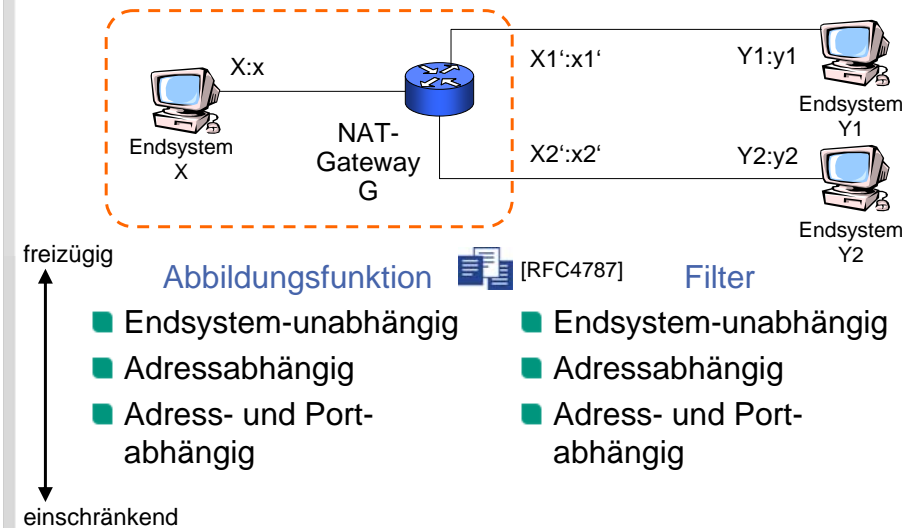 X:x
X1‘:x1‘
Y1:y1
Endsystem
X
NAT-
Gateway
G
Endsystem
Y1
X2‘:x2‘
Y2:y2
Endsystem
Y2
freizügig
Abbildungsfunktion
[RFC4787]
Filter
Endsystem-unabhängig
Adressabhängig
Adress- und Port-
abhängig
Endsystem-unabhängig
Adressabhängig
Adress- und Port-
abhängig
einschränkend